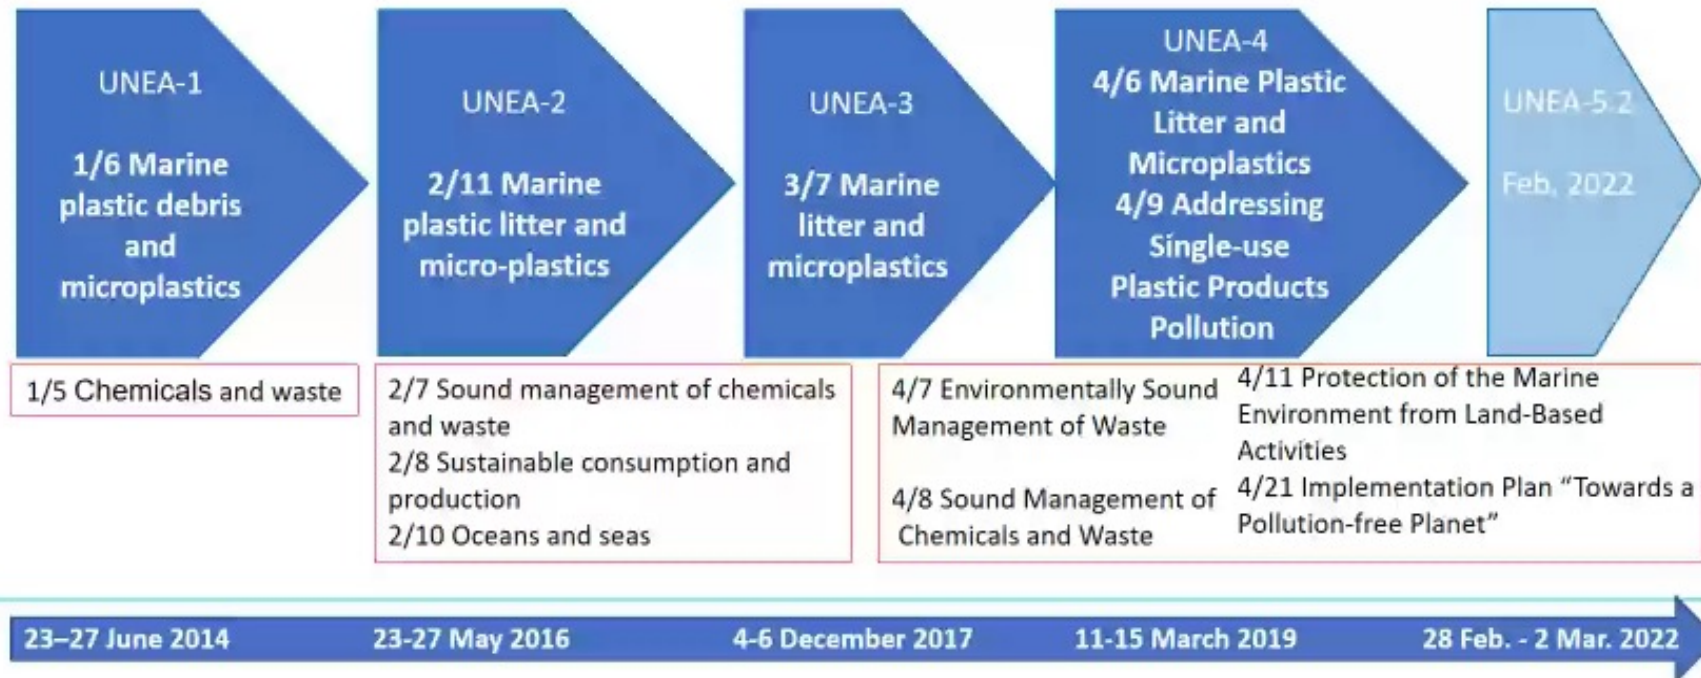 UNEA-1
1/6 Marine
plastic debris
and
microplastics
UNEA-2
2/11 Marine
plastic litter and
micro-plastics
UNEA-3
3/7 Marine
litter and
microplastics
UNEA-4
4/6 Marine Plastic
Litter and
Microplastics
4/9 Addressing
Single-use
Plastic Products
Pollution
UNEA-5.2
Feb, 2022
1/5 Chemicals and waste
2/7 Sound management of chemicals
and waste
2/8 Sustainable consumption and
production
2/10 Oceans and seas
4/7 Environmentally Sound
Management of Waste
4/8 Sound Management of
Chemicals and Waste
4/11 Protection of the Marine
Environment from Land-Based
Activities
4/21 Implementation Plan “Towards a
Pollution-free Planet”
23–27 June 2014
23-27 May 2016
4-6 December 2017
11-15 March 2019
28 Feb. - 2 Mar. 2022